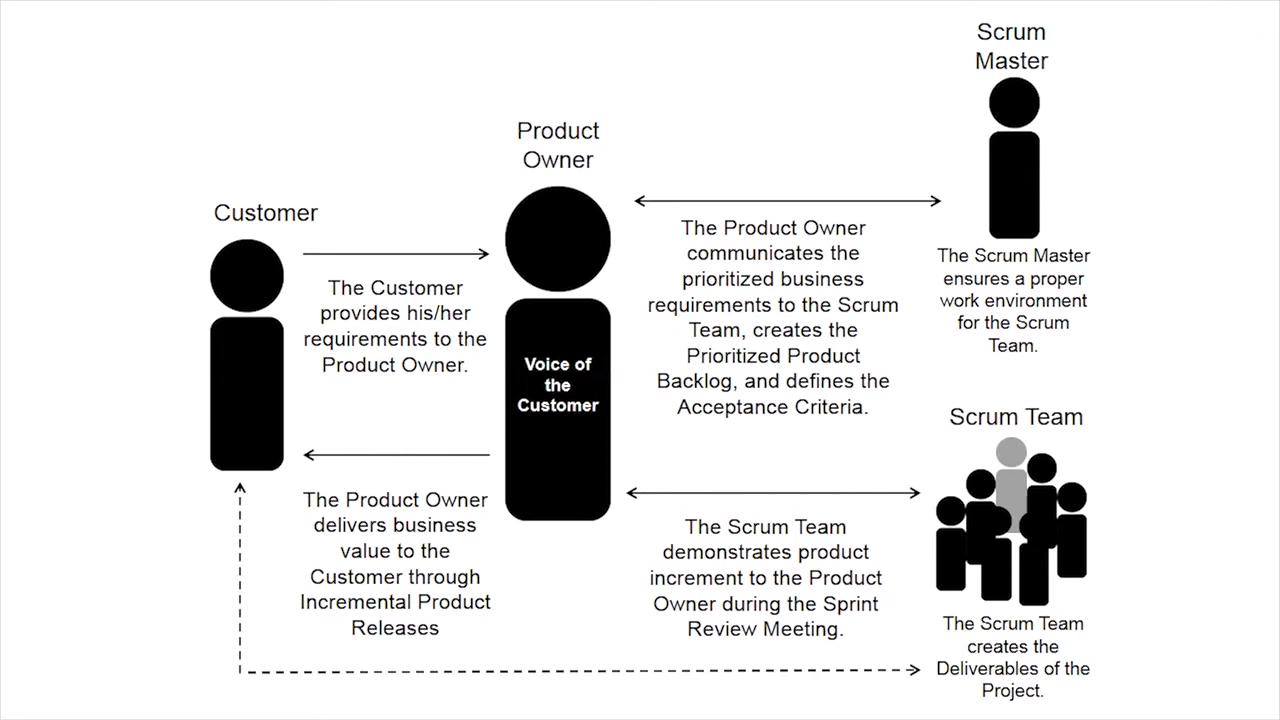 Scrum
Master
Product
Owner
Customer
The Customer
provides his/her
requirements to the
Product Owner.
Voice of
the
Customer
The Product Owner
communicates the
prioritized business
requirements to the Scrum
Team, creates the
Prioritized Product
Backlog, and defines the
Acceptance Criteria.
The Scrum Master
ensures a proper
work environment
for the Scrum
Team.
Scrum Team
The Product Owner
delivers business
value to the
Customer through
Incremental Product
Releases
The Scrum Team
demonstrates product
increment to the Product
Owner during the Sprint
Review Meeting.
The Scrum Team
creates the
Deliverables of the
Project.